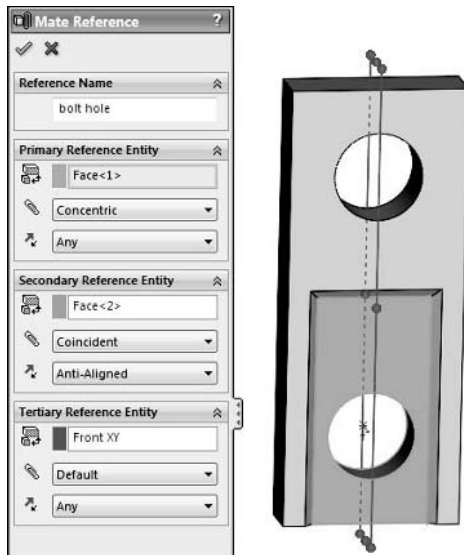 Mate Reference ?
Reference Name
bolt hole
Primary Reference Entity
Face<1>
Concentric
Any
Secondary Reference Entity
Face<2>
Coincident
Anti-Aligned
Tertiary Reference Entity
Front XY
Default
Any